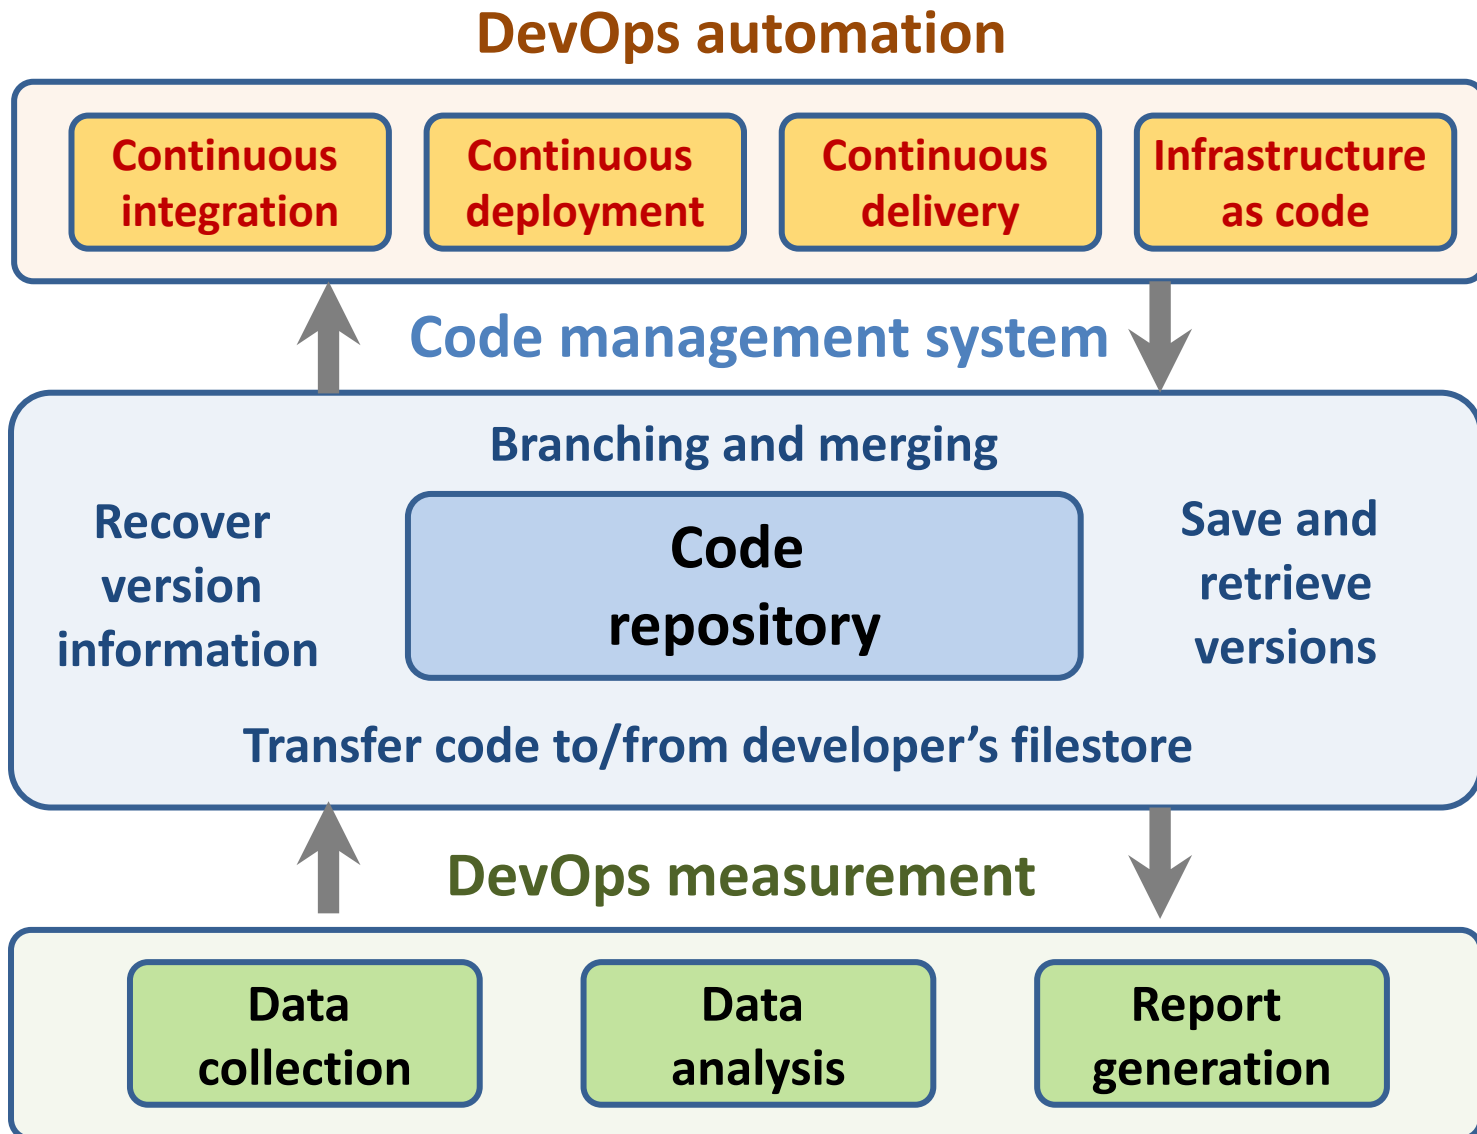 DevOps automation
Continuous
integration
Continuous
deployment
Continuous
delivery
Infrastructure
as code
Code management system
Branching and merging
Recover
version
information
Code
repository
Save and
retrieve
versions
Transfer code to/from developer’s filestore
DevOps measurement
Data
collection
Data
analysis
Report
generation